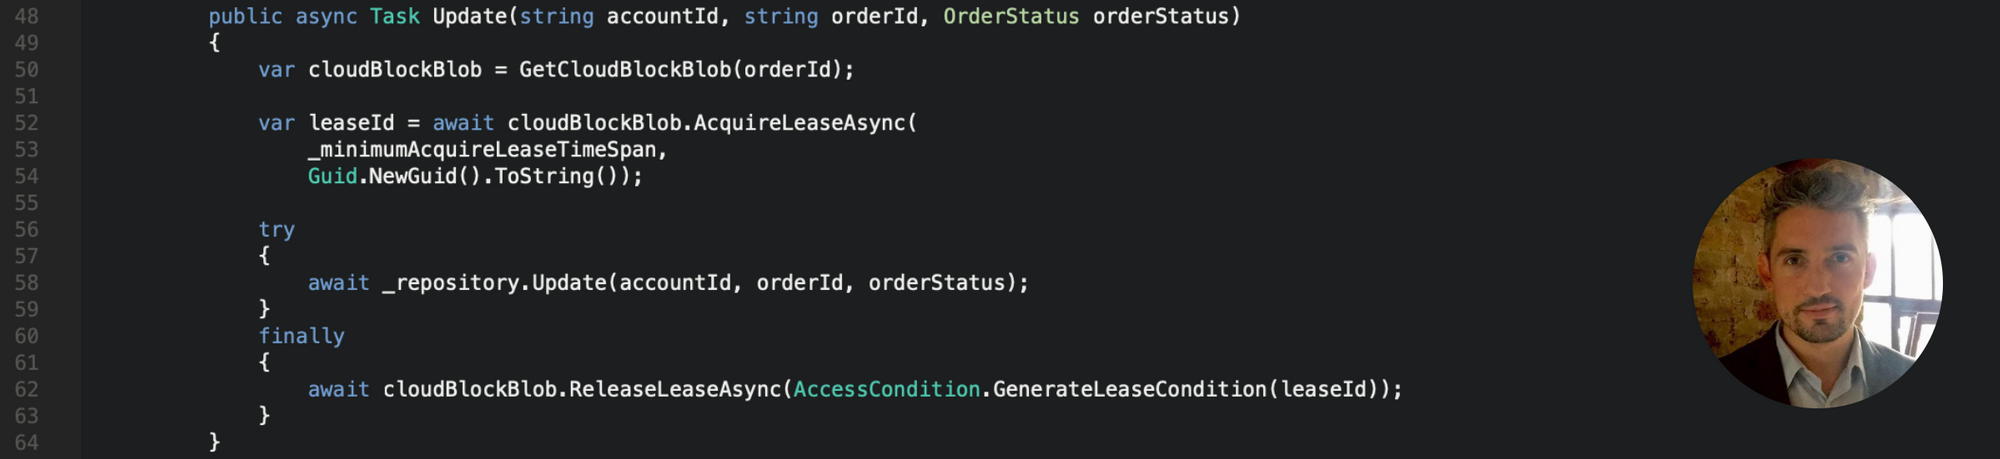 48 public async Task Update(string accountId, string orderId, OrderStatus orderStatus)
49 {
50 var cloudBlockBlob = GetCloudBlockBlob(orderId);
51
52 var leaseId = await cloudBlockBlob.AcquireLeaseAsync(
53 _minimumAcquireLeaseTimeSpan,
54 Guid.NewGuid().ToString());
55
56 try
57 {
58 await _repository.Update(accountId, orderId, orderStatus);
59 }
60 finally
61 {
62 await cloudBlockBlob.ReleaseLeaseAsync(AccessCondition.GenerateLeaseCondition(leaseId));
63 }
64 }